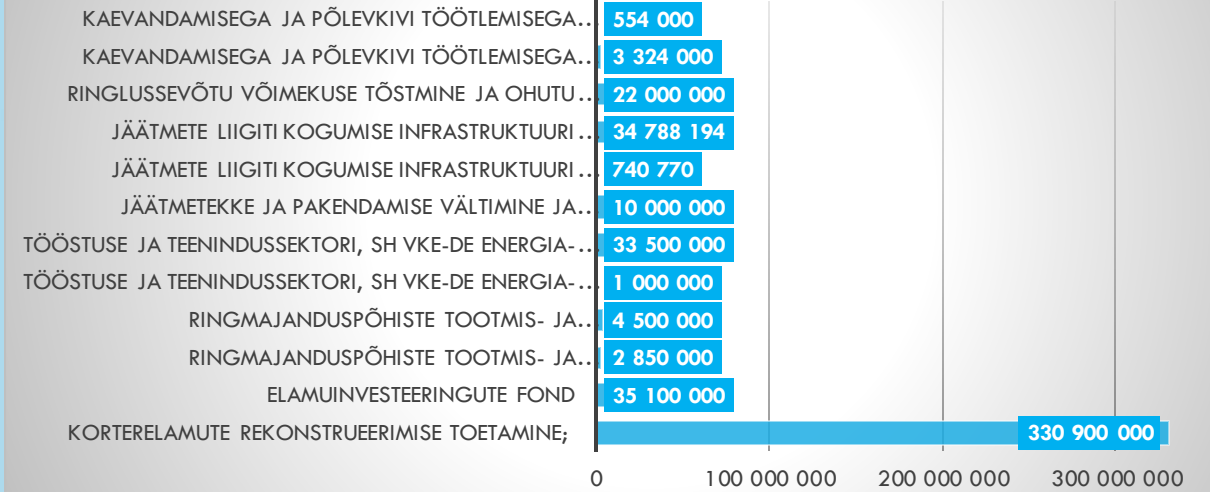 KAEVANDAMISEGA JA PÕLEVKIVI TÖÖTLEMISEGA... 554 000
KAEVANDAMISEGA JA PÕLEVKIVI TÖÖTLEMISEGA... 3 324 000
RINGLUSSEVÕTU VÕIMEKUSE TÕSTMINE JA OHUTU... 22 000 000
JÄÄTMETE LIIGITI KOGUMISE INFRASTRUKTUURI... 34 788 194
JÄÄTMETE LIIGITI KOGUMISE INFRASTRUKTUURI... 740 770
JÄÄTMETEKKE JA PAKENDAMISE VÄLTIMINE JA... 10 000 000
TÖÖSTUSE JA TEENINDUSSEKTORI, SH VKE-DE ENERGIA-... 33 500 000
TÖÖSTUSE JA TEENINDUSSEKTORI, SH VKE-DE ENERGIA-... 1 000 000
RINGMAJANDUSPÕHISTE TOOTMIS- JA... 4 500 000
RINGMAJANDUSPÕHISTE TOOTMIS- JA... 2 850 000
ELAMUINVESTEERINGUTE FOND 35 100 000
KORTERELAMUTE REKONSTRUEERIMISE TOETAMINE; 330 900 000
0 100 000 000 200 000 000 300 000 000